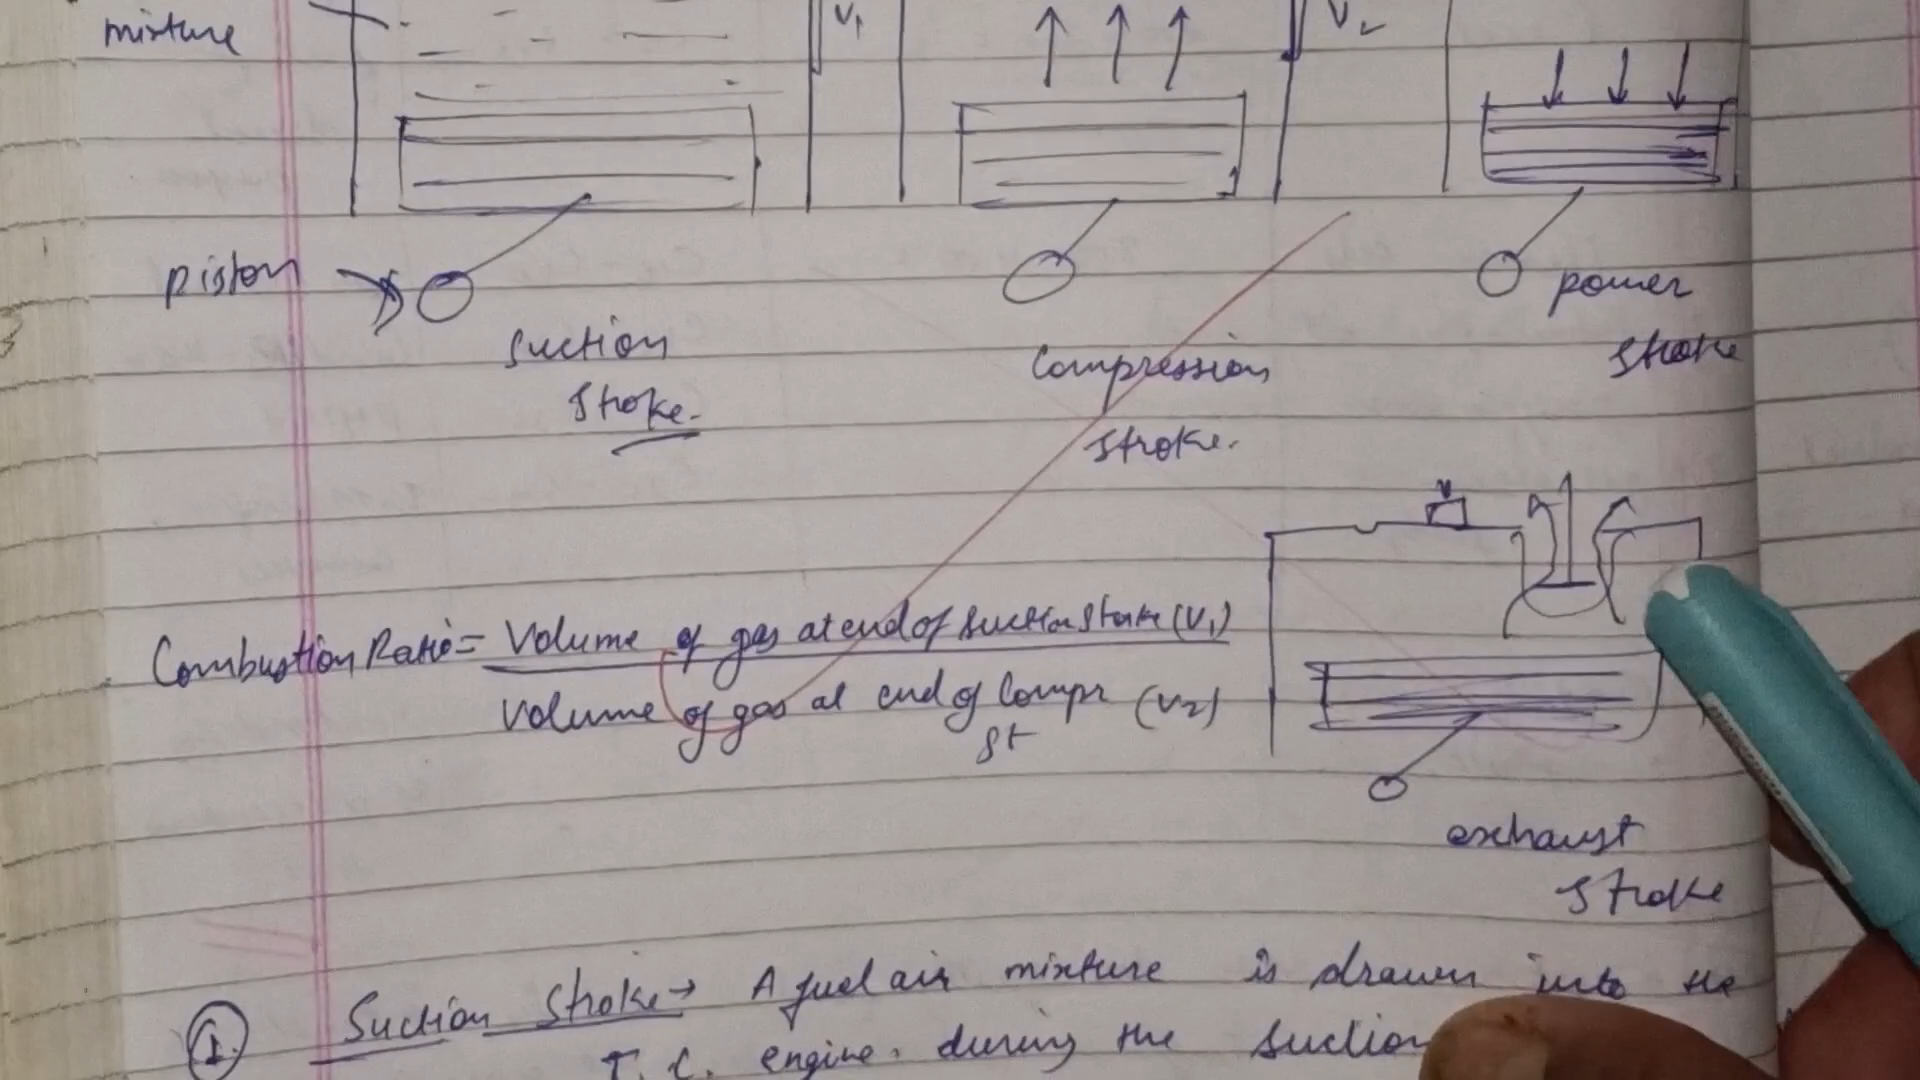 mixture
V1
V2
piston
Suction
Stroke.
Compression
stroke.
power
stroke
Combustion Ratio = Volume of gas at end of Suction Stroke (V1)
Volume of gas at end of Compr (V2)
St
exhaust
stroke
1. Suction Stroke → A fuel air mixture is drawn into the
I. C. engine. during the suction